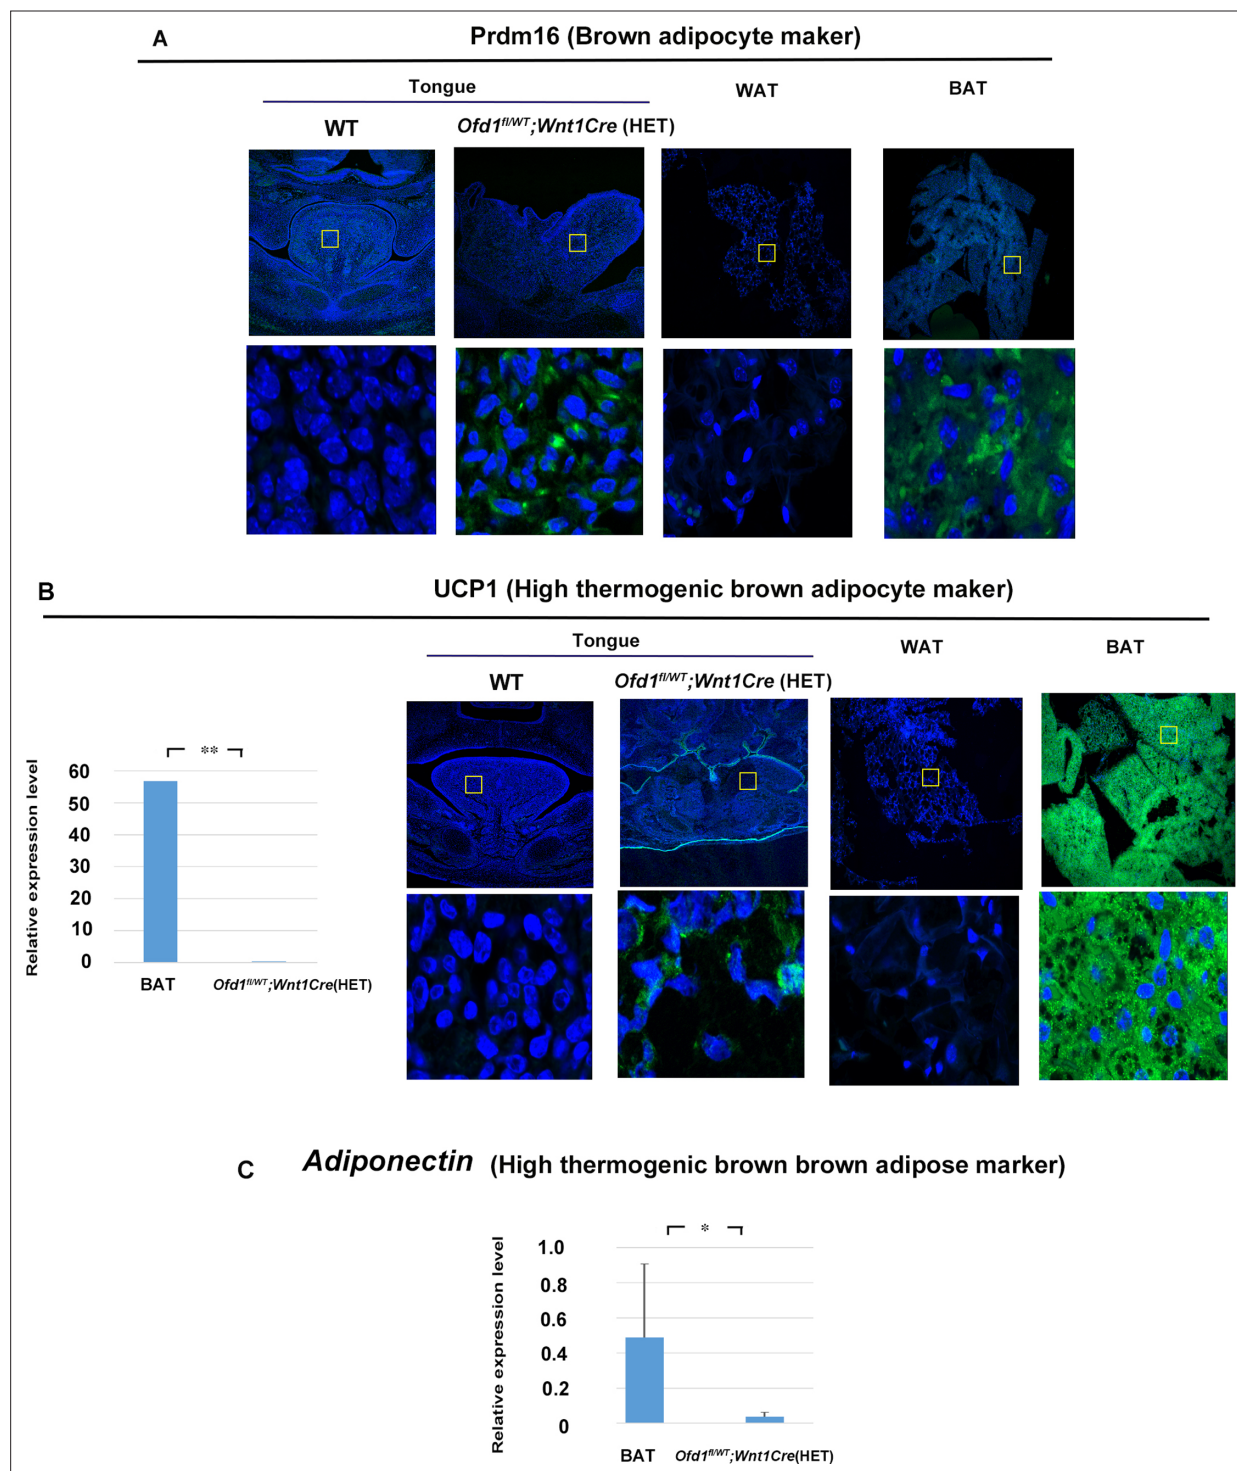 A
Prdm16 (Brown adipocyte maker)
Tongue
WAT
BAT
WT
Ofd1fl/WT;Wnt1Cre (HET)
B
UCP1 (High thermogenic brown adipocyte maker)
Tongue
WAT
BAT
WT
Ofd1fl/WT;Wnt1Cre (HET)
**
Relative expression level
60
50
40
30
20
10
0
BAT
Ofd1fl/WT;Wnt1Cre(HET)
C
Adiponectin (High thermogenic brown brown adipose marker)
*
Relative expression level
1.0
0.8
0.6
0.4
0.2
0
BAT
Ofd1fl/WT;Wnt1Cre(HET)